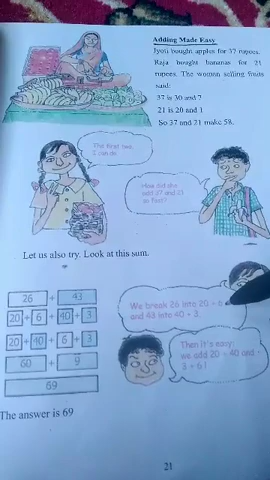 Adding Made Easy
Jyoti bought apples for 37 rupees.
Raja bought bananas for 21
rupees. The woman selling fruits
said:
37 is 30 and 7
21 is 20 and 1
So 37 and 21 make 58.
The first two
I can do
How did she
add 37 and 21
so fast?
Let us also try. Look at this sum.
26 + 43
20 + 6 + 40 + 3
20 + 40 + 6 + 3
60 + 9
69
We break 26 into 20 + 6
and 43 into 40 + 3.
Then it's easy:
we add 20 + 40 and
3 + 6!
The answer is 69
21